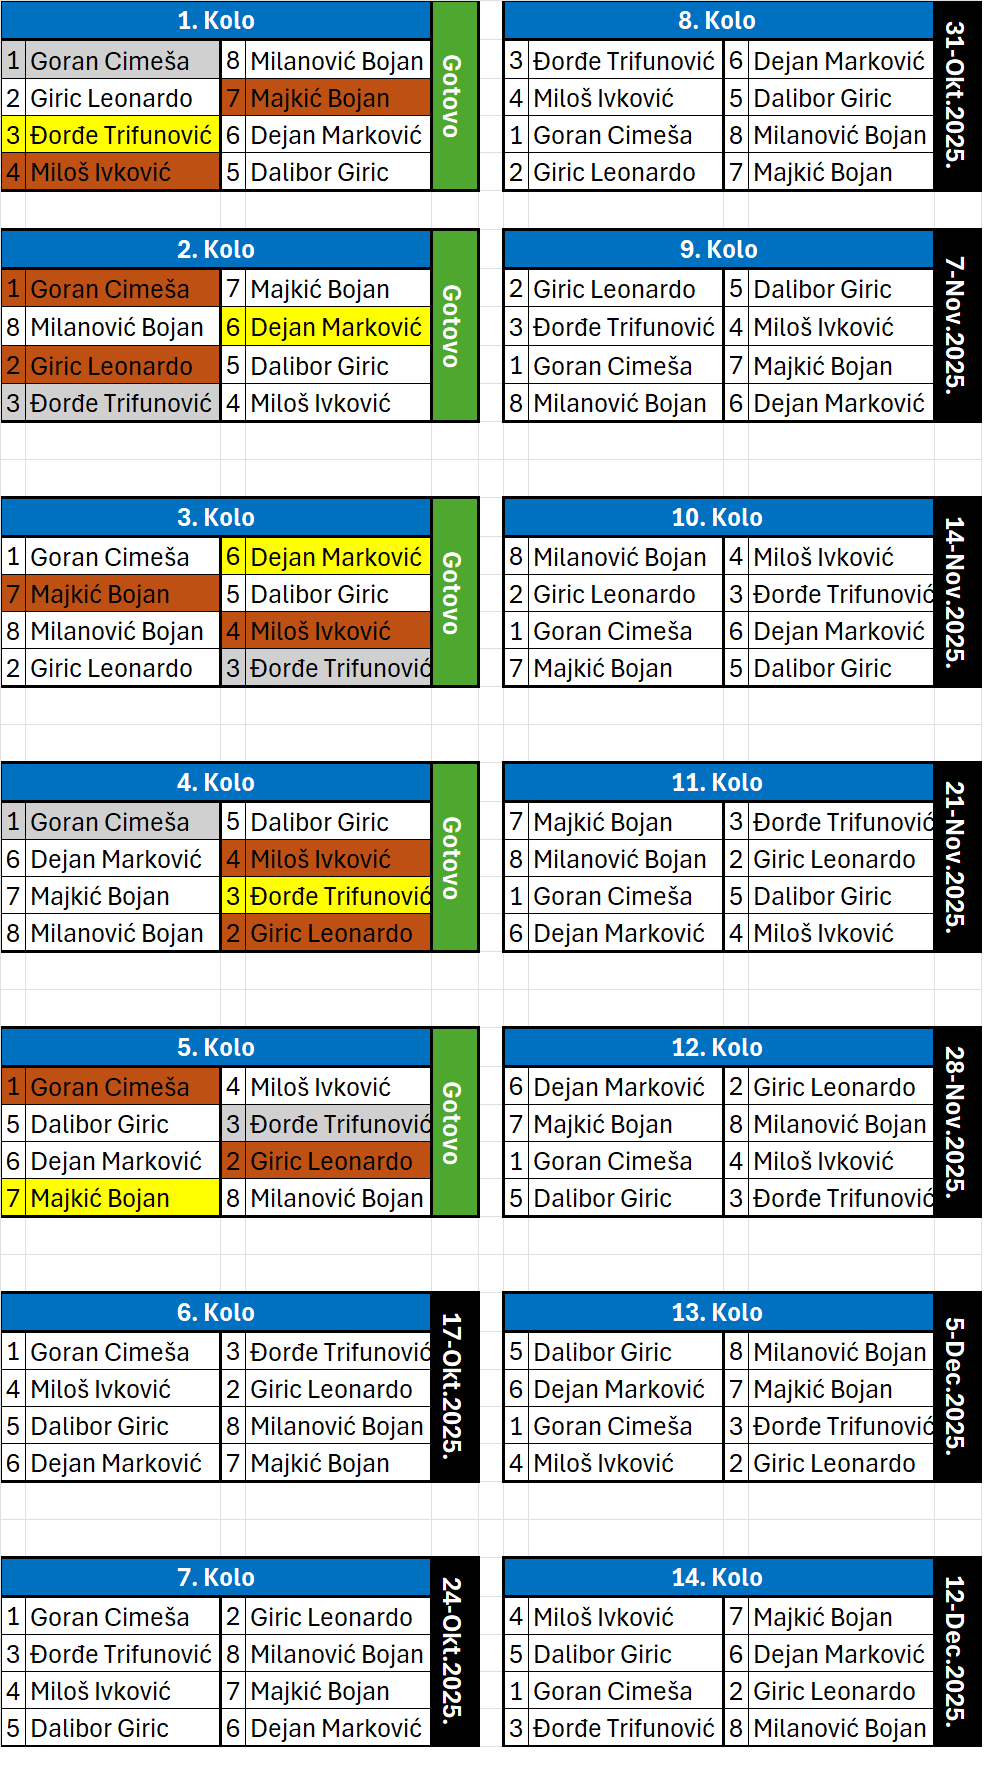 1. Kolo
1 Goran Cimeša 8 Milanović Bojan
2 Giric Leonardo 7 Majkić Bojan
3 Đorđe Trifunović 6 Dejan Marković
4 Miloš Ivković 5 Dalibor Giric
Gotovo
2. Kolo
1 Goran Cimeša 7 Majkić Bojan
8 Milanović Bojan 6 Dejan Marković
2 Giric Leonardo 5 Dalibor Giric
3 Đorđe Trifunović 4 Miloš Ivković
Gotovo
3. Kolo
1 Goran Cimeša 6 Dejan Marković
7 Majkić Bojan 5 Dalibor Giric
8 Milanović Bojan 4 Miloš Ivković
2 Giric Leonardo 3 Đorđe Trifunović
Gotovo
4. Kolo
1 Goran Cimeša 5 Dalibor Giric
6 Dejan Marković 4 Miloš Ivković
7 Majkić Bojan 3 Đorđe Trifunović
8 Milanović Bojan 2 Giric Leonardo
Gotovo
5. Kolo
1 Goran Cimeša 4 Miloš Ivković
5 Dalibor Giric 3 Đorđe Trifunović
6 Dejan Marković 2 Giric Leonardo
7 Majkić Bojan 8 Milanović Bojan
Gotovo
6. Kolo
1 Goran Cimeša 3 Đorđe Trifunović
4 Miloš Ivković 2 Giric Leonardo
5 Dalibor Giric 8 Milanović Bojan
6 Dejan Marković 7 Majkić Bojan
17-Okt.2025.
7. Kolo
1 Goran Cimeša 2 Giric Leonardo
3 Đorđe Trifunović 8 Milanović Bojan
4 Miloš Ivković 7 Majkić Bojan
5 Dalibor Giric 6 Dejan Marković
24-Okt.2025.
8. Kolo
3 Đorđe Trifunović 6 Dejan Marković
4 Miloš Ivković 5 Dalibor Giric
1 Goran Cimeša 8 Milanović Bojan
2 Giric Leonardo 7 Majkić Bojan
31-Okt.2025.
9. Kolo
2 Giric Leonardo 5 Dalibor Giric
3 Đorđe Trifunović 4 Miloš Ivković
1 Goran Cimeša 7 Majkić Bojan
8 Milanović Bojan 6 Dejan Marković
7-Nov.2025.
10. Kolo
8 Milanović Bojan 4 Miloš Ivković
2 Giric Leonardo 3 Đorđe Trifunović
1 Goran Cimeša 6 Dejan Marković
7 Majkić Bojan 5 Dalibor Giric
14-Nov.2025.
11. Kolo
7 Majkić Bojan 3 Đorđe Trifunović
8 Milanović Bojan 2 Giric Leonardo
1 Goran Cimeša 5 Dalibor Giric
6 Dejan Marković 4 Miloš Ivković
21-Nov.2025.
12. Kolo
6 Dejan Marković 2 Giric Leonardo
7 Majkić Bojan 8 Milanović Bojan
1 Goran Cimeša 4 Miloš Ivković
5 Dalibor Giric 3 Đorđe Trifunović
28-Nov.2025.
13. Kolo
5 Dalibor Giric 8 Milanović Bojan
6 Dejan Marković 7 Majkić Bojan
1 Goran Cimeša 3 Đorđe Trifunović
4 Miloš Ivković 2 Giric Leonardo
5-Dec.2025.
14. Kolo
4 Miloš Ivković 7 Majkić Bojan
5 Dalibor Giric 6 Dejan Marković
1 Goran Cimeša 2 Giric Leonardo
3 Đorđe Trifunović 8 Milanović Bojan
12-Dec.2025.